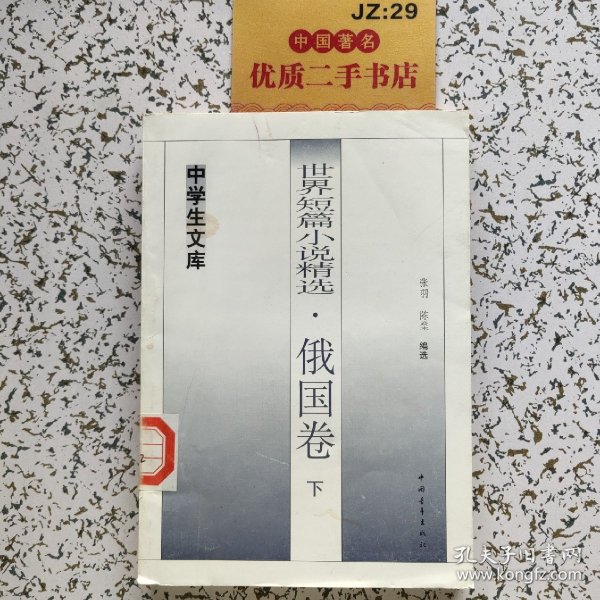 JZ:29
中国著名
优质二手书店
中学生文库
世界短篇小说精选·俄国卷
下
张羽 陈燊 编选
中国青年出版社
孔夫子旧书网
www.kongfz.com